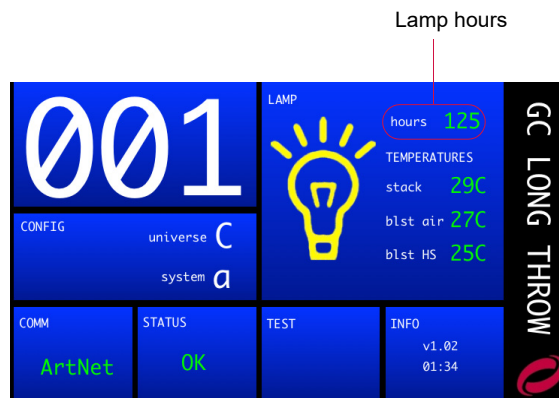 Lamp hours
001
LAMP
hours 125
TEMPERATURES
stack 29C
blst air 27C
blst HS 25C
CONFIG
universe C
system a
COMM
ArtNet
STATUS
OK
TEST
INFO
v1.02
01:34
GC LONG THROW